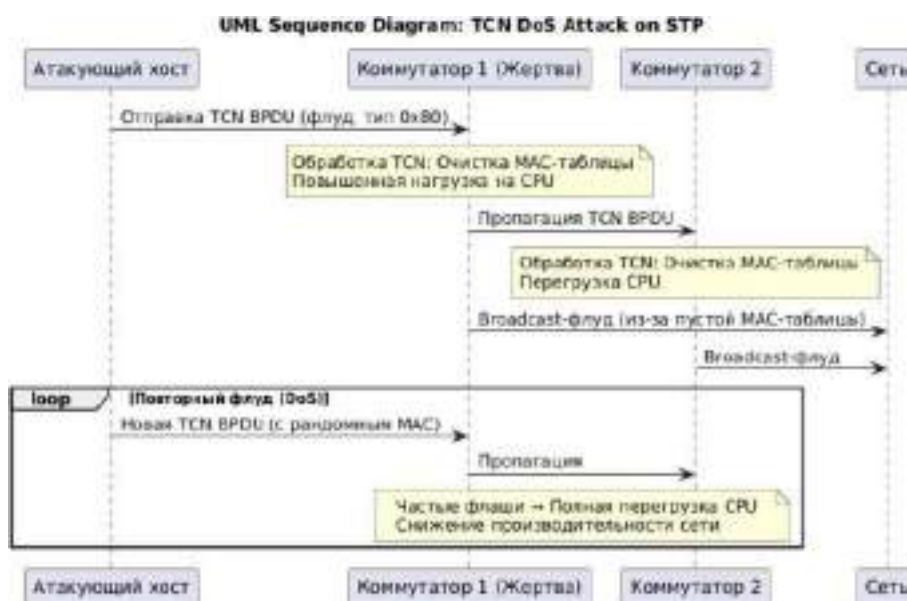 UML Sequence Diagram: TCN DoS Attack on STP
Атакующий хост
Коммутатор 1 (Жертва)
Коммутатор 2
Сеть
Отправка TCN BPDU (флуд, тип 0x80)
Обработка TCN: Очистка MAC-таблицы
Повышенная нагрузка на CPU
Пропагация TCN BPDU
Обработка TCN: Очистка MAC-таблицы
Перегрузка CPU
Broadcast-флуд (из-за пустой MAC-таблицы)
Broadcast-флуд
loop
[Повторный флуд (DoS)]
Новая TCN BPDU (с рандомным MAC)
Пропагация
Частые флаши → Полная перегрузка CPU
Снижение производительности сети
Атакующий хост
Коммутатор 1 (Жертва)
Коммутатор 2
Сеть